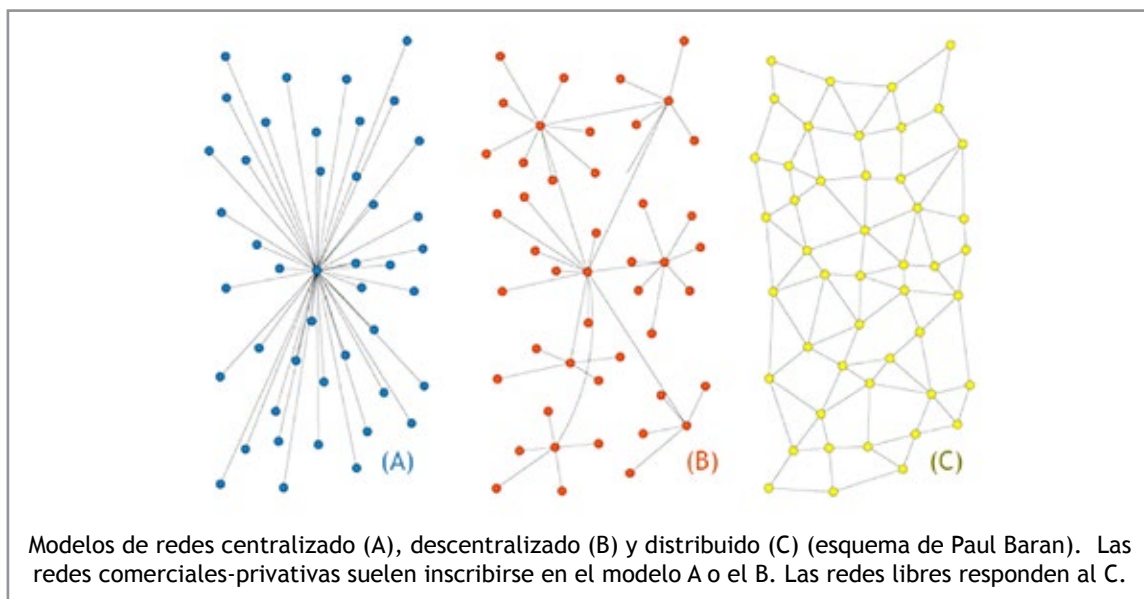 (A)
(B)
(C)
Modelos de redes centralizado (A), descentralizado (B) y distribuido (C) (esquema de Paul Baran). Las
redes comerciales-privativas suelen inscribirse en el modelo A o el B. Las redes libres responden al C.